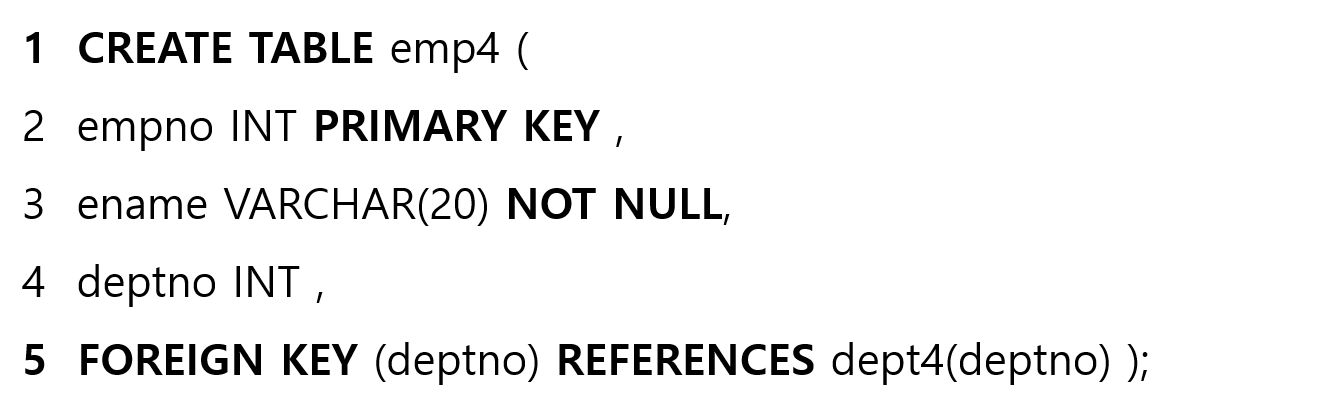 1 CREATE TABLE emp4 (
2 empno INT PRIMARY KEY ,
3 ename VARCHAR(20) NOT NULL,
4 deptno INT ,
5 FOREIGN KEY (deptno) REFERENCES dept4(deptno) );